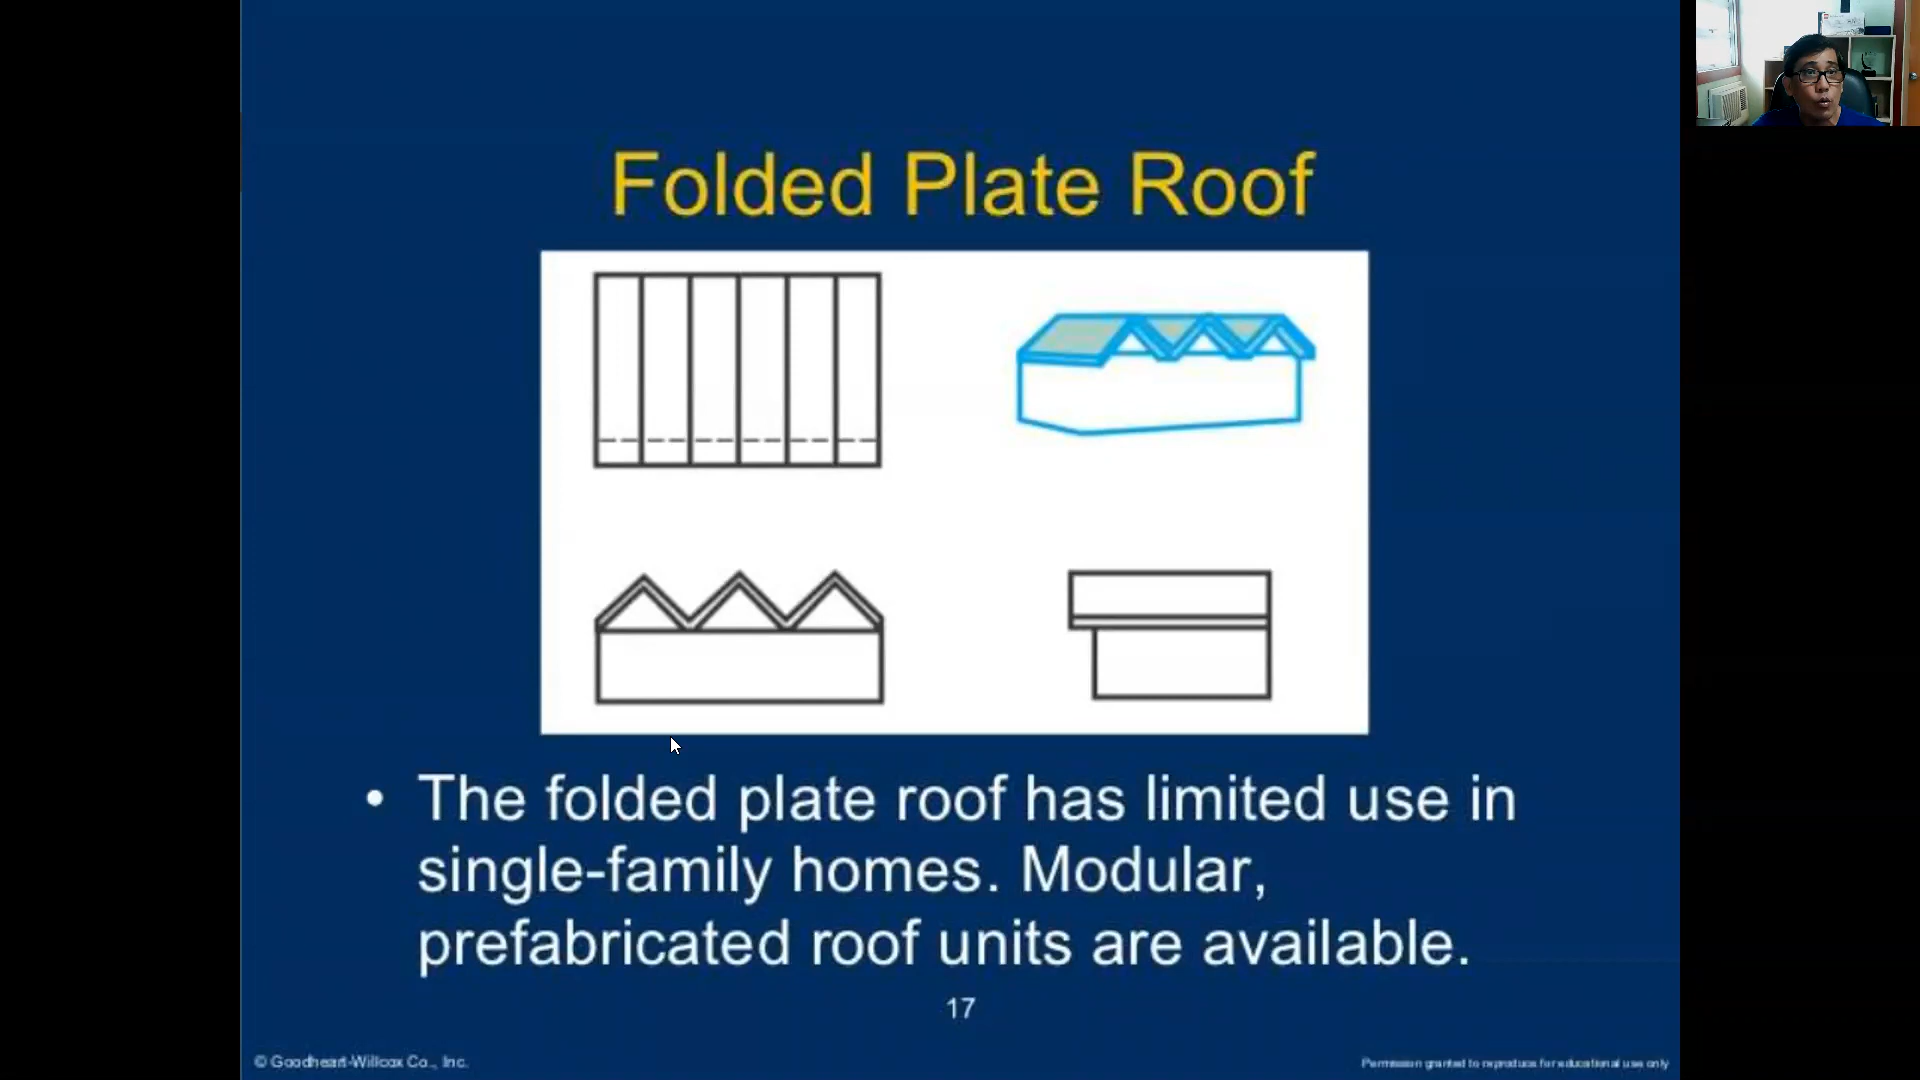 Folded Plate Roof
• The folded plate roof has limited use in
single-family homes. Modular,
prefabricated roof units are available.
17
© Goodheart-Willcox Co., Inc.
Permission granted to reproduce for educational use only